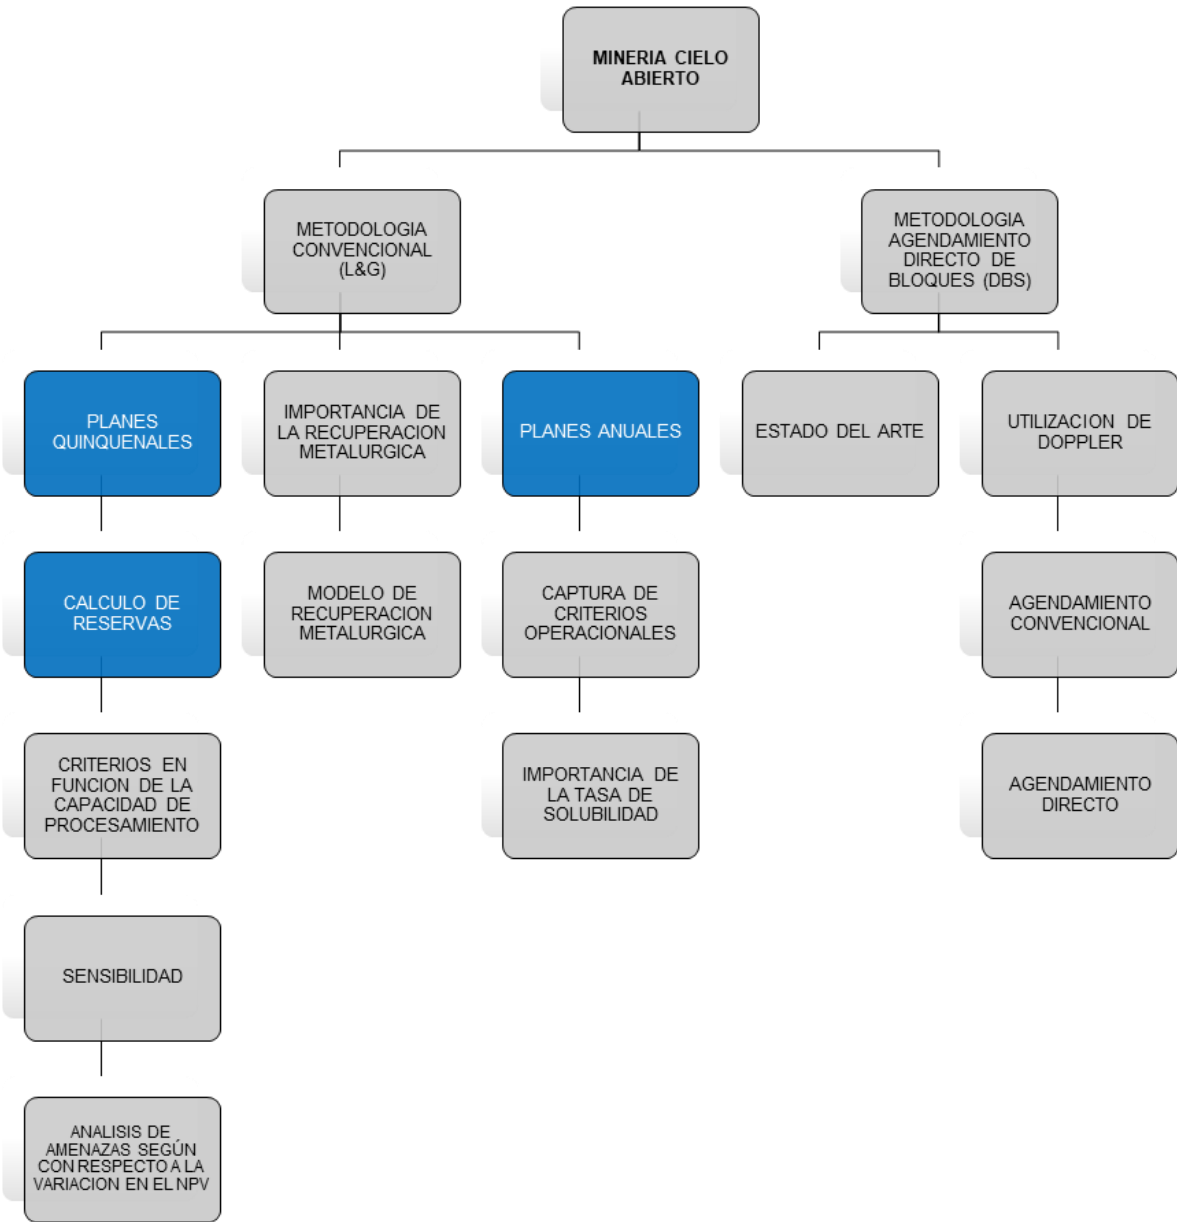 MINERIA CIELO
ABIERTO
METODOLOGIA
CONVENCIONAL
(L&G)
METODOLOGIA
AGENDAMIENTO
DIRECTO DE
BLOQUES (DBS)
PLANES
QUINQUENALES
IMPORTANCIA DE
LA RECUPERACION
METALURGICA
PLANES ANUALES
ESTADO DEL ARTE
UTILIZACION DE
DOPPLER
CALCULO DE
RESERVAS
MODELO DE
RECUPERACION
METALURGICA
CAPTURA DE
CRITERIOS
OPERACIONALES
AGENDAMIENTO
CONVENCIONAL
CRITERIOS EN
FUNCION DE LA
CAPACIDAD DE
PROCESAMIENTO
IMPORTANCIA DE
LA TASA DE
SOLUBILIDAD
AGENDAMIENTO
DIRECTO
SENSIBILIDAD
ANALISIS DE
AMENAZAS SEGÚN
CON RESPECTO A LA
VARIACION EN EL NPV